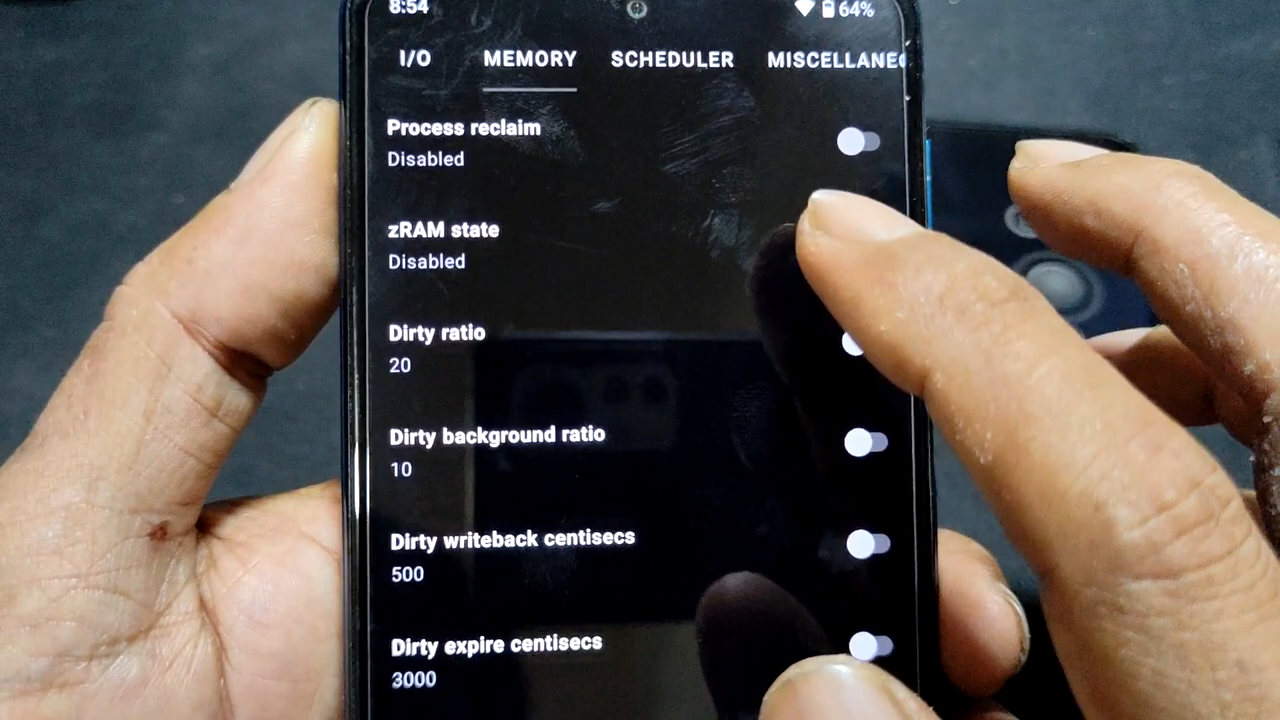 8:54
64%
I/O MEMORY SCHEDULER MISCELLANEO
Process reclaim
Disabled
zRAM state
Disabled
Dirty ratio
20
Dirty background ratio
10
Dirty writeback centisecs
500
Dirty expire centisecs
3000